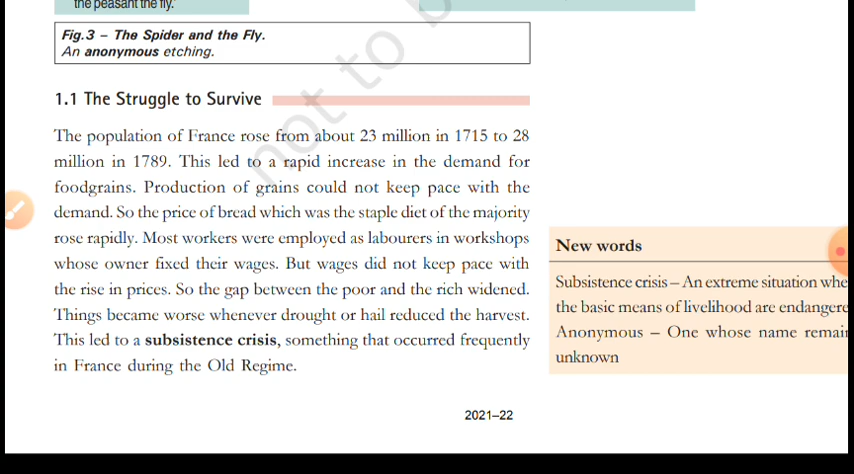 the peasant the fly.'
Fig.3 – The Spider and the Fly.
An anonymous etching.
1.1 The Struggle to Survive
The population of France rose from about 23 million in 1715 to 28
million in 1789. This led to a rapid increase in the demand for
foodgrains. Production of grains could not keep pace with the
demand. So the price of bread which was the staple diet of the majority
rose rapidly. Most workers were employed as labourers in workshops
whose owner fixed their wages. But wages did not keep pace with
the rise in prices. So the gap between the poor and the rich widened.
Things became worse whenever drought or hail reduced the harvest.
This led to a subsistence crisis, something that occurred frequently
in France during the Old Regime.
New words
Subsistence crisis – An extreme situation whe
the basic means of livelihood are endangere
Anonymous – One whose name remai
unknown
2021–22
not to b